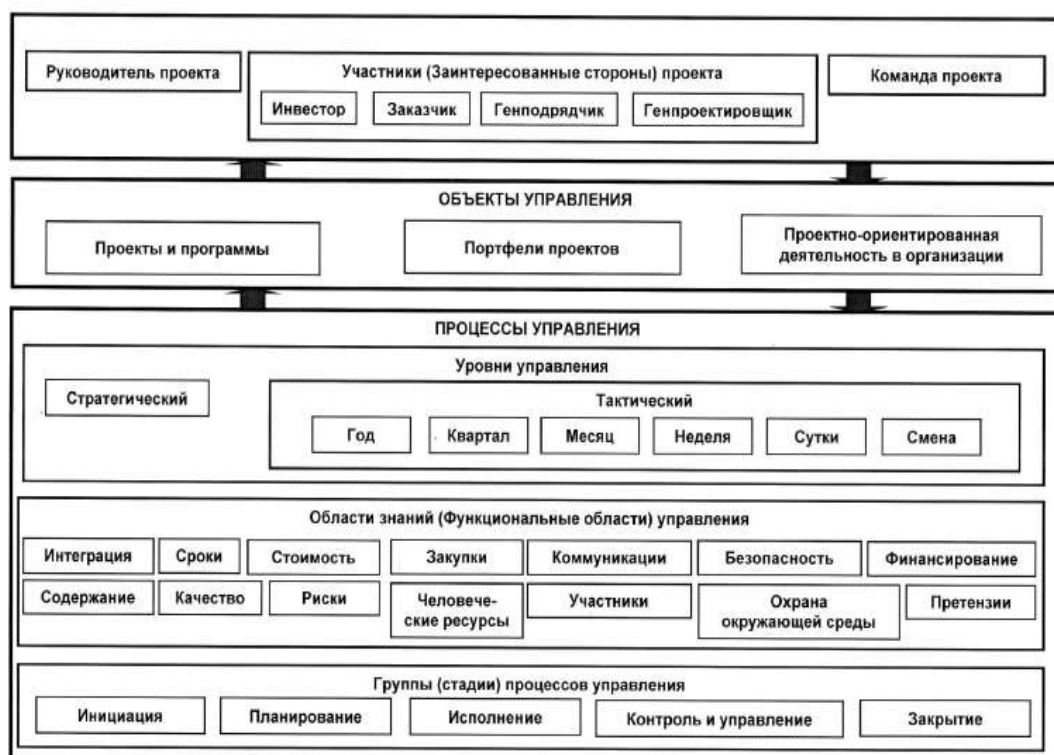 Руководитель проекта
Участники (Заинтересованные стороны) проекта
Команда проекта
Инвестор
Заказчик
Генподрядчик
Генпроектировщик
ОБЪЕКТЫ УПРАВЛЕНИЯ
Проекты и программы
Портфели проектов
Проектно-ориентированная
деятельность в организации
ПРОЦЕССЫ УПРАВЛЕНИЯ
Уровни управления
Стратегический
Тактический
Год
Квартал
Месяц
Неделя
Сутки
Смена
Области знаний (Функциональные области) управления
Интеграция
Сроки
Стоимость
Закупки
Коммуникации
Безопасность
Финансирование
Содержание
Качество
Риски
Человече-
ские ресурсы
Участники
Охрана
окружающей среды
Претензии
Группы (стадии) процессов управления
Инициация
Планирование
Исполнение
Контроль и управление
Закрытие